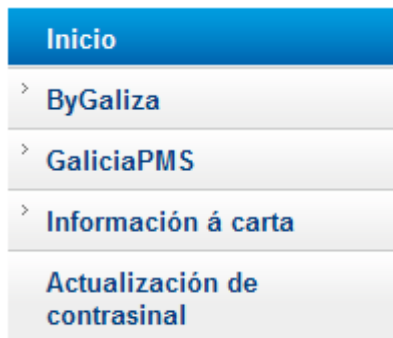 Inicio
ByGaliza
GaliciaPMS
Información á carta
Actualización de
contrasinal